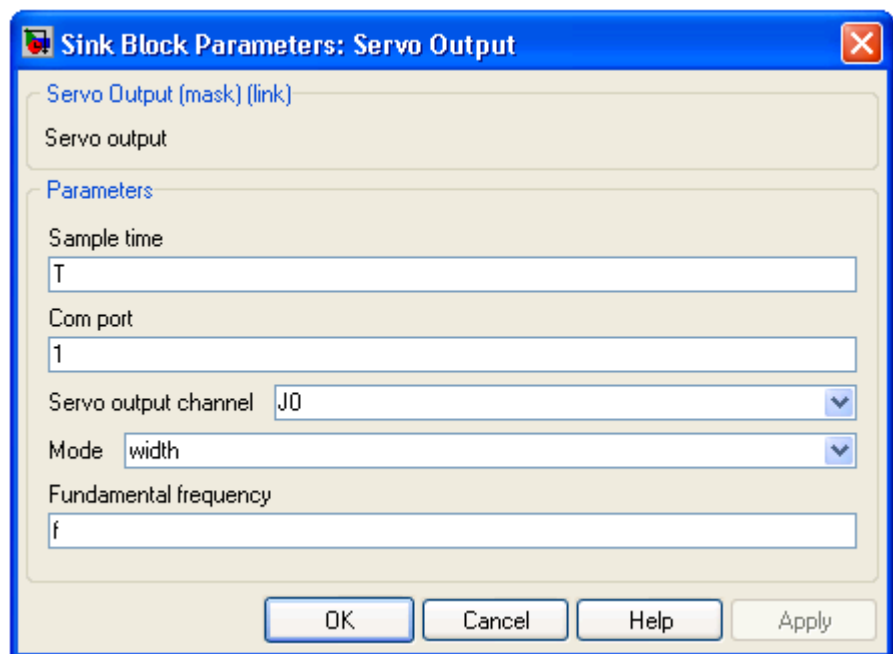 Sink Block Parameters: Servo Output
Servo Output (mask) (link)
Servo output
Parameters
Sample time
T
Com port
1
Servo output channel J0
Mode width
Fundamental frequency
f
OK Cancel Help Apply